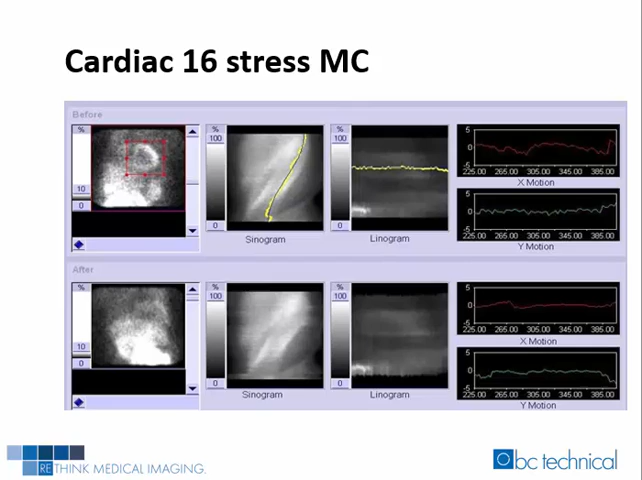 Cardiac 16 stress MC
Before
%
10
0
%
100
0
Sinogram
%
100
0
Linogram
5
0
-5
225.00 265.00 305.00 345.00 385.00
X Motion
5
0
-5
225.00 265.00 305.00 345.00 385.00
Y Motion
After
%
10
0
%
100
0
Sinogram
%
100
0
Linogram
5
0
-5
225.00 265.00 305.00 345.00 385.00
X Motion
5
0
-5
225.00 265.00 305.00 345.00 385.00
Y Motion
RETHINK MEDICAL IMAGING.
bc technical